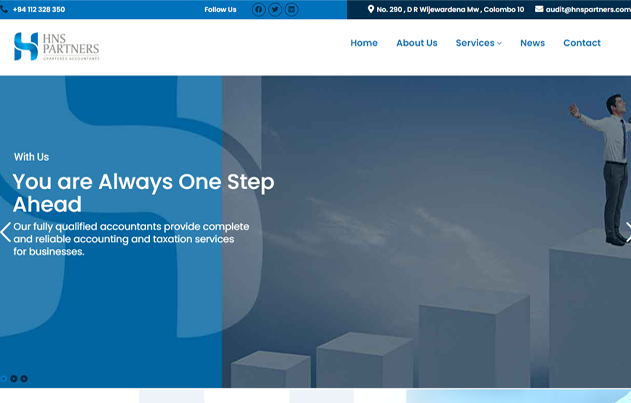 +94 112 328 350
Follow Us
No. 290 , D R Wijewardena Mw , Colombo 10
audit@hnspartners.com
HNS
PARTNERS
CHARTERED ACCOUNTANTS
Home
About Us
Services
News
Contact
With Us
You are Always One Step
Ahead
Our fully qualified accountants provide complete
and reliable accounting and taxation services
for businesses.